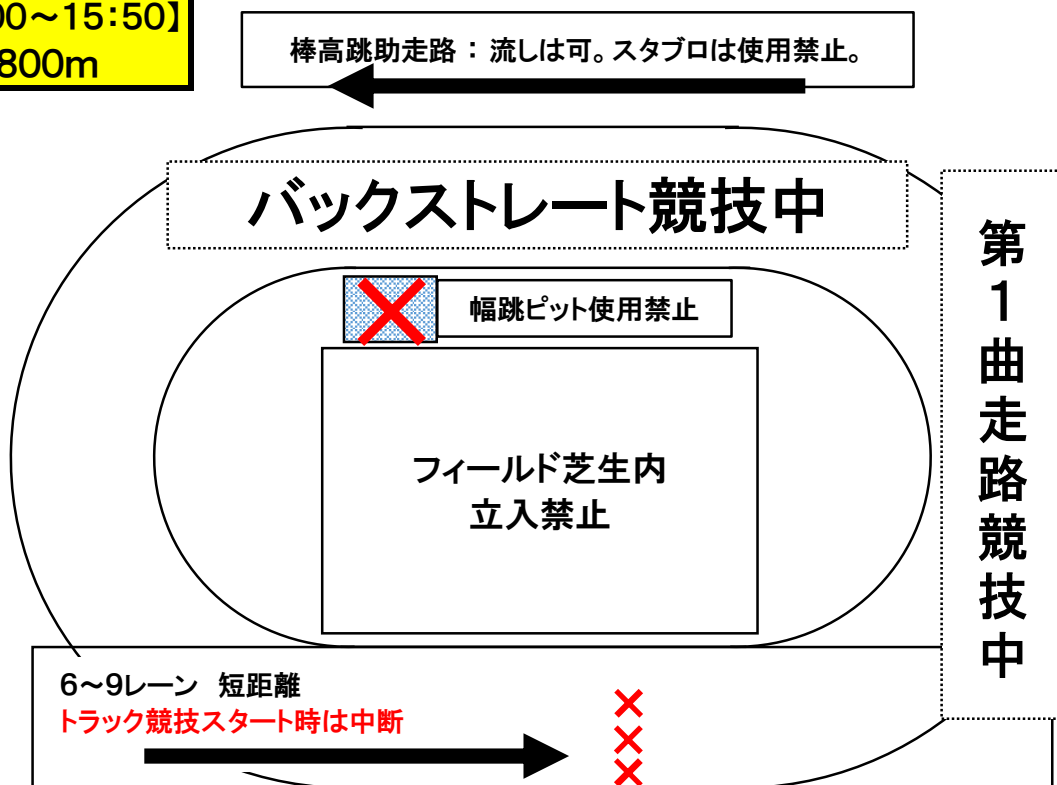 00～15:50】
800m
棒高跳助走路：流しは可。スタブロは使用禁止。
バックストレート競技中
第1曲走路競技中
幅跳ピット使用禁止
フィールド芝生内
立入禁止
6～9レーン 短距離
トラック競技スタート時は中断